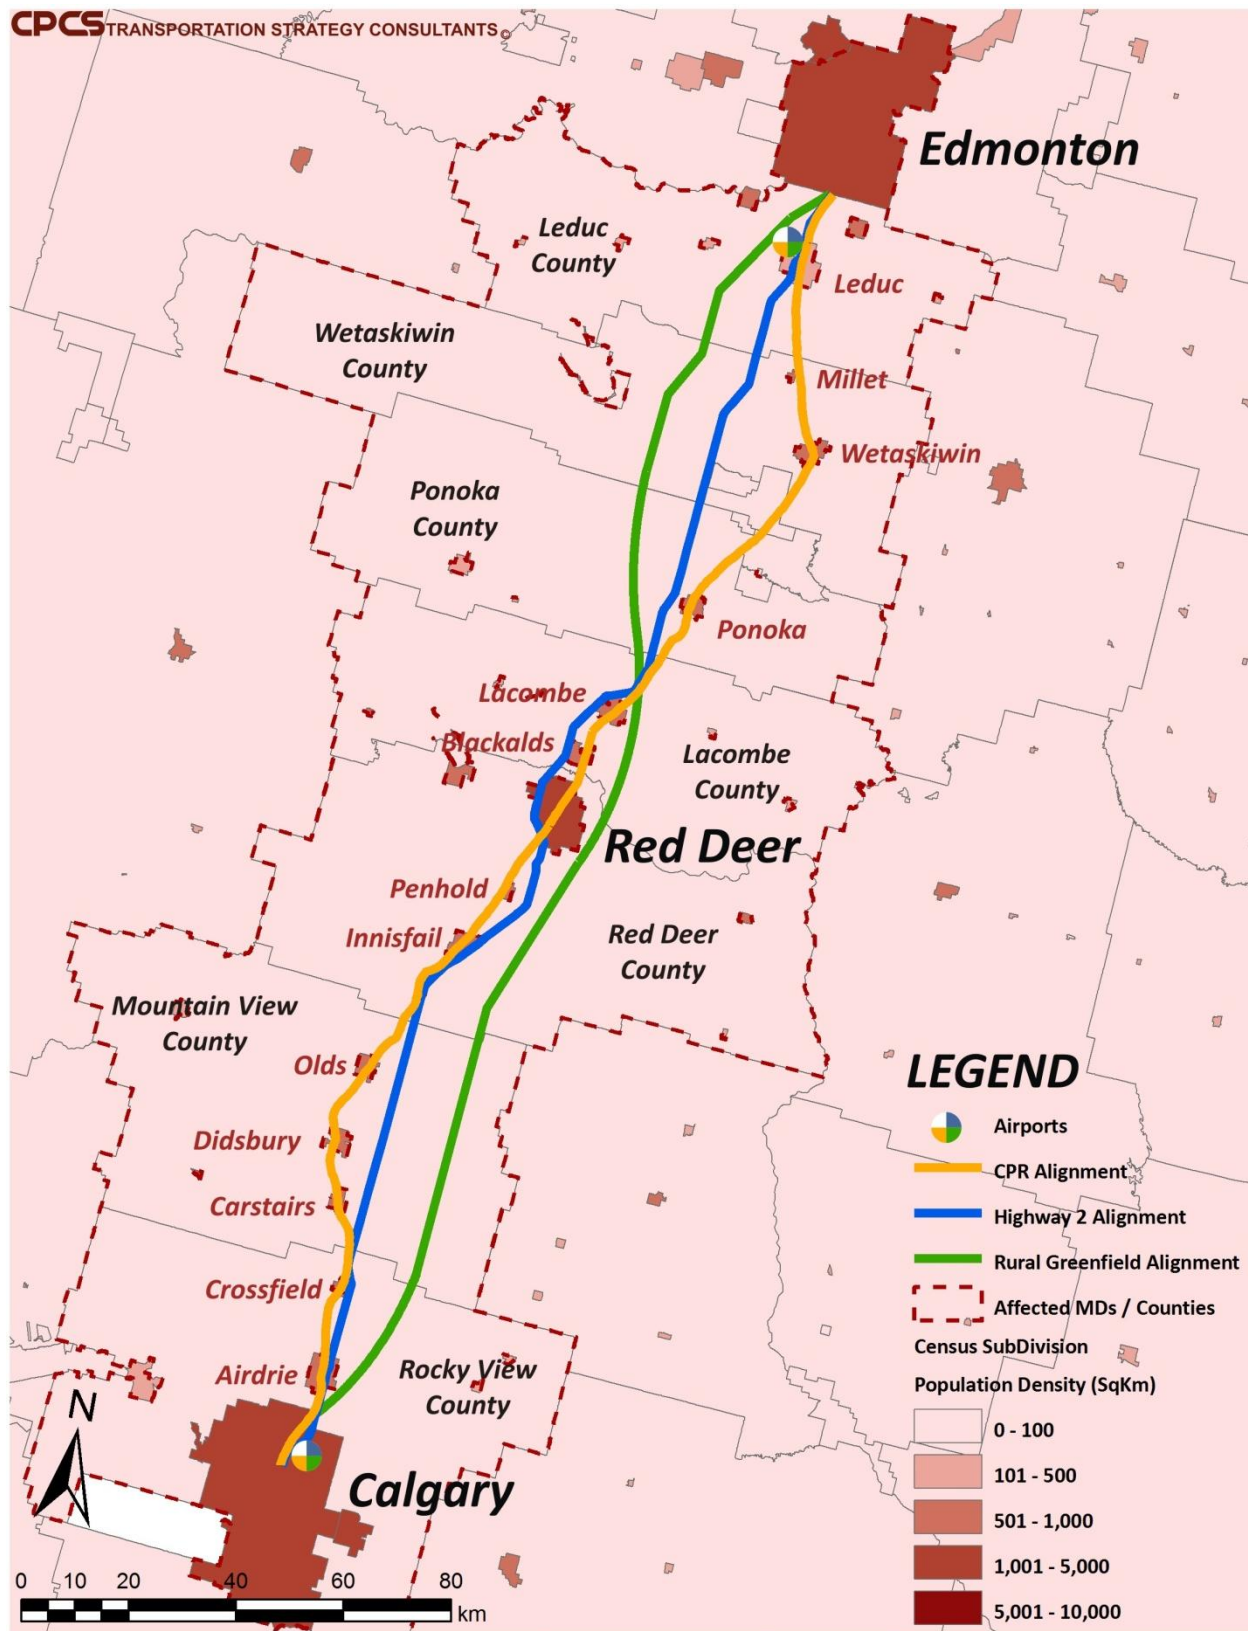 CPCS TRANSPORTATION STRATEGY CONSULTANTS ©
Edmonton
Leduc
County
Leduc
Wetaskiwin
County
Millet
Wetaskiwin
Ponoka
County
Ponoka
Lacombe
Blackalds
Lacombe
County
Red Deer
Penhold
Innisfail
Red Deer
County
Mountain View
County
Olds
Didsbury
Carstairs
Crossfield
Airdrie
Rocky View
County
N
Calgary
0 10 20 40 60 80
km
LEGEND
Airports
CPR Alignment
Highway 2 Alignment
Rural Greenfield Alignment
Affected MDs / Counties
Census SubDivision
Population Density (SqKm)
0 - 100
101 - 500
501 - 1,000
1,001 - 5,000
5,001 - 10,000